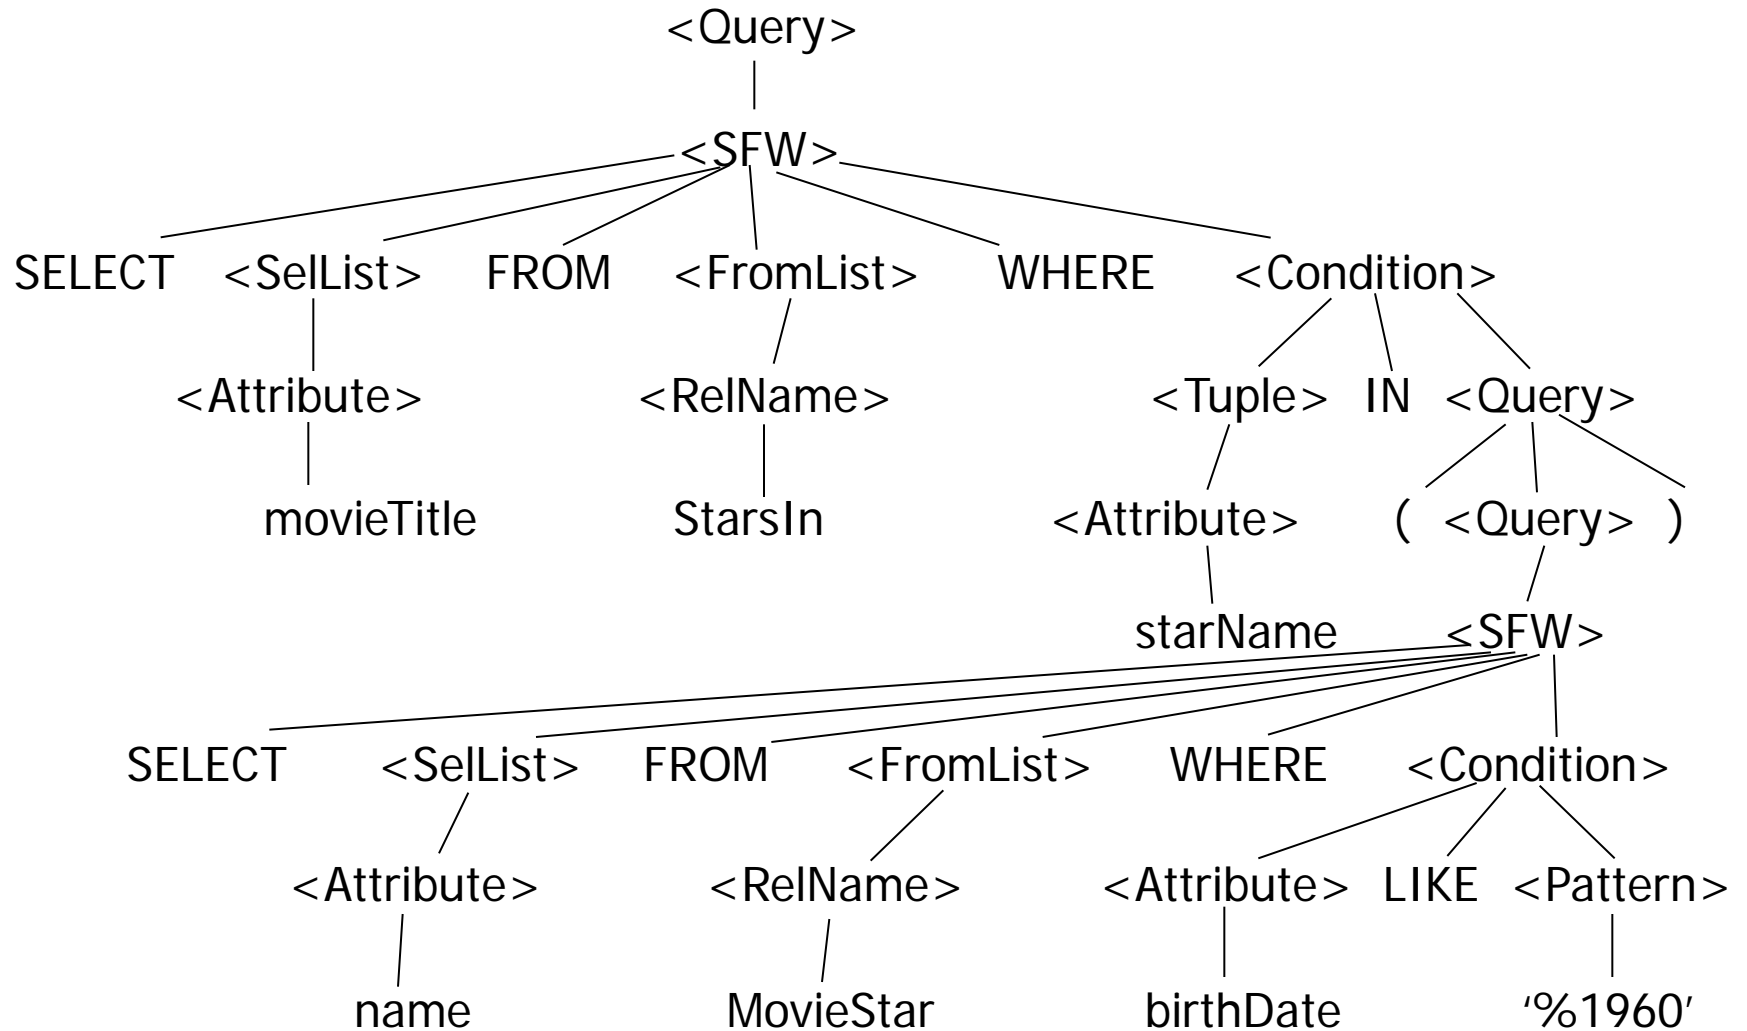 <Query>
<SFW>
SELECT <SelList> FROM <FromList> WHERE <Condition>
<Attribute> <RelName> <Tuple> IN <Query>
movieTitle StarsIn <Attribute> ( <Query> )
starName <SFW>
SELECT <SelList> FROM <FromList> WHERE <Condition>
<Attribute> <RelName> <Attribute> LIKE <Pattern>
name MovieStar birthDate ‘%1960’